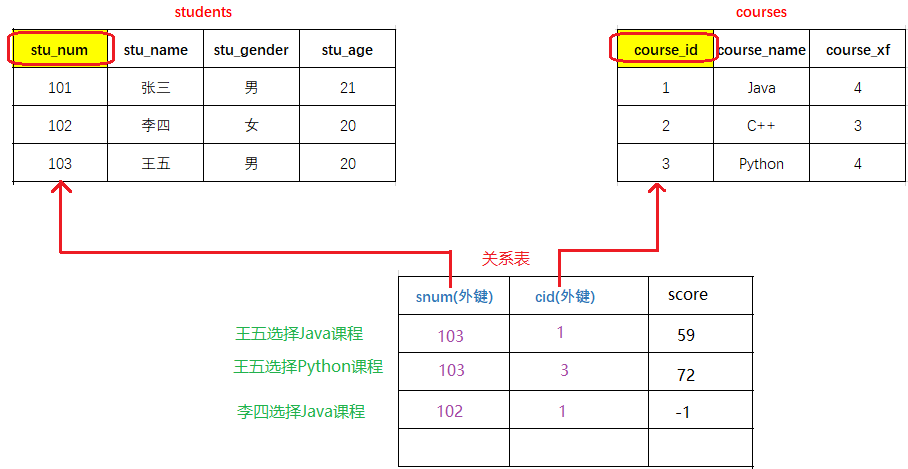 students
courses
stu_num stu_name stu_gender stu_age
course_id course_name course_xf
101 张三 男 21
1 Java 4
102 李四 女 20
2 C++ 3
103 王五 男 20
3 Python 4
关系表
snum(外键) cid(外键) score
王五选择Java课程 103 1 59
王五选择Python课程 103 3 72
李四选择Java课程 102 1 -1